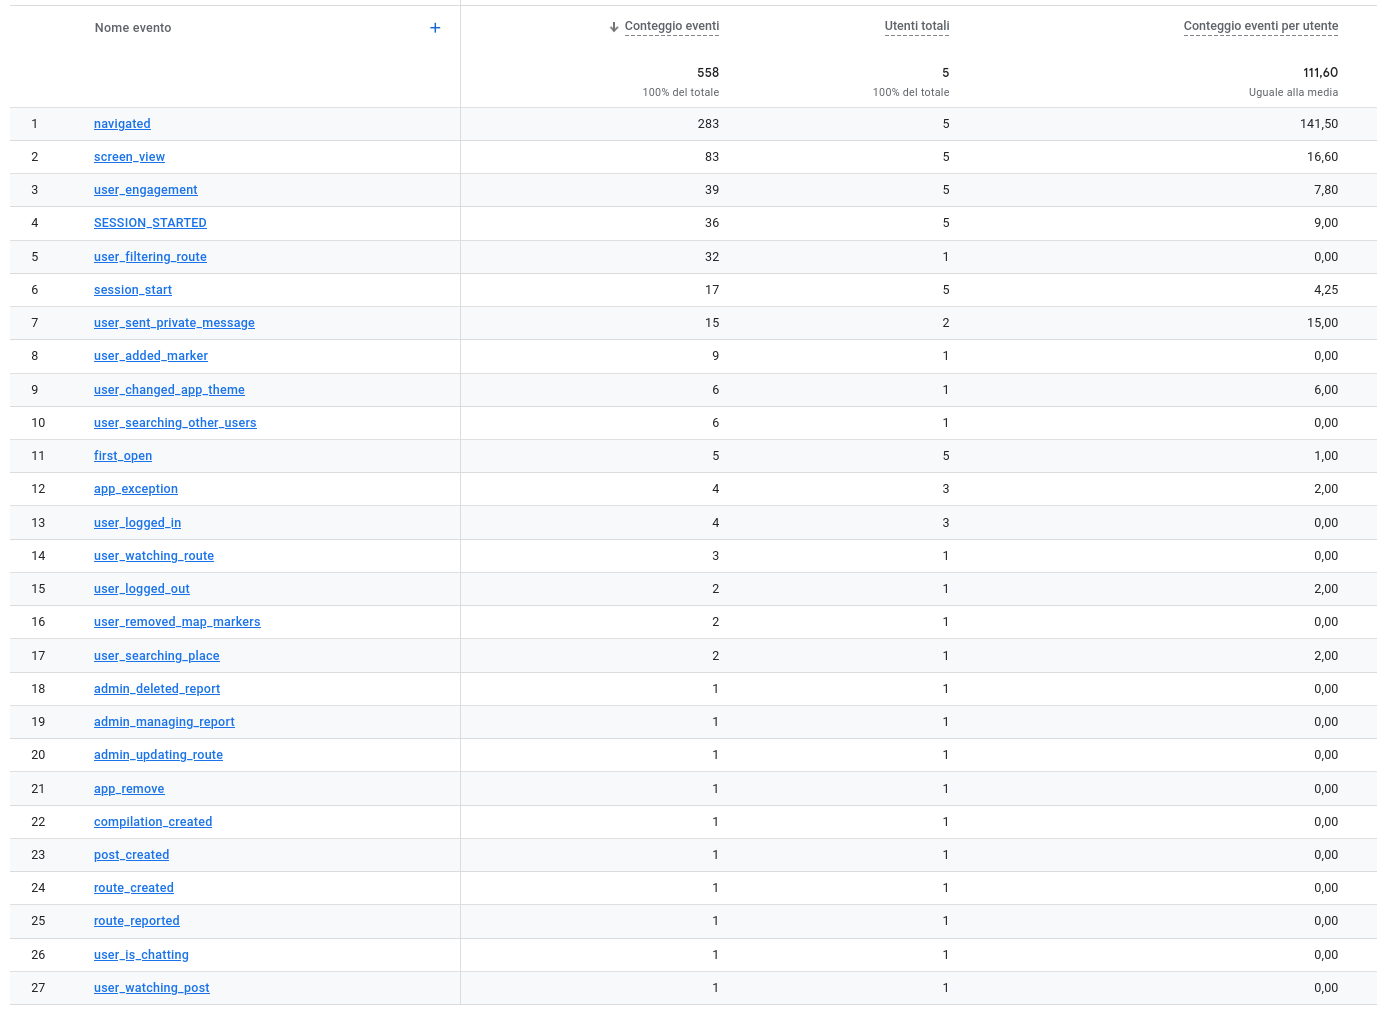 Nome evento + ↓ Conteggio eventi Utenti totali Conteggio eventi per utente
558 5 111,60
100% del totale 100% del totale Uguale alla media
1 navigated 283 5 141,50
2 screen_view 83 5 16,60
3 user_engagement 39 5 7,80
4 SESSION_STARTED 36 5 9,00
5 user_filtering_route 32 1 0,00
6 session_start 17 5 4,25
7 user_sent_private_message 15 2 15,00
8 user_added_marker 9 1 0,00
9 user_changed_app_theme 6 1 6,00
10 user_searching_other_users 6 1 0,00
11 first_open 5 5 1,00
12 app_exception 4 3 2,00
13 user_logged_in 4 3 0,00
14 user_watching_route 3 1 0,00
15 user_logged_out 2 1 2,00
16 user_removed_map_markers 2 1 0,00
17 user_searching_place 2 1 2,00
18 admin_deleted_report 1 1 0,00
19 admin_managing_report 1 1 0,00
20 admin_updating_route 1 1 0,00
21 app_remove 1 1 0,00
22 compilation_created 1 1 0,00
23 post_created 1 1 0,00
24 route_created 1 1 0,00
25 route_reported 1 1 0,00
26 user_is_chatting 1 1 0,00
27 user_watching_post 1 1 0,00